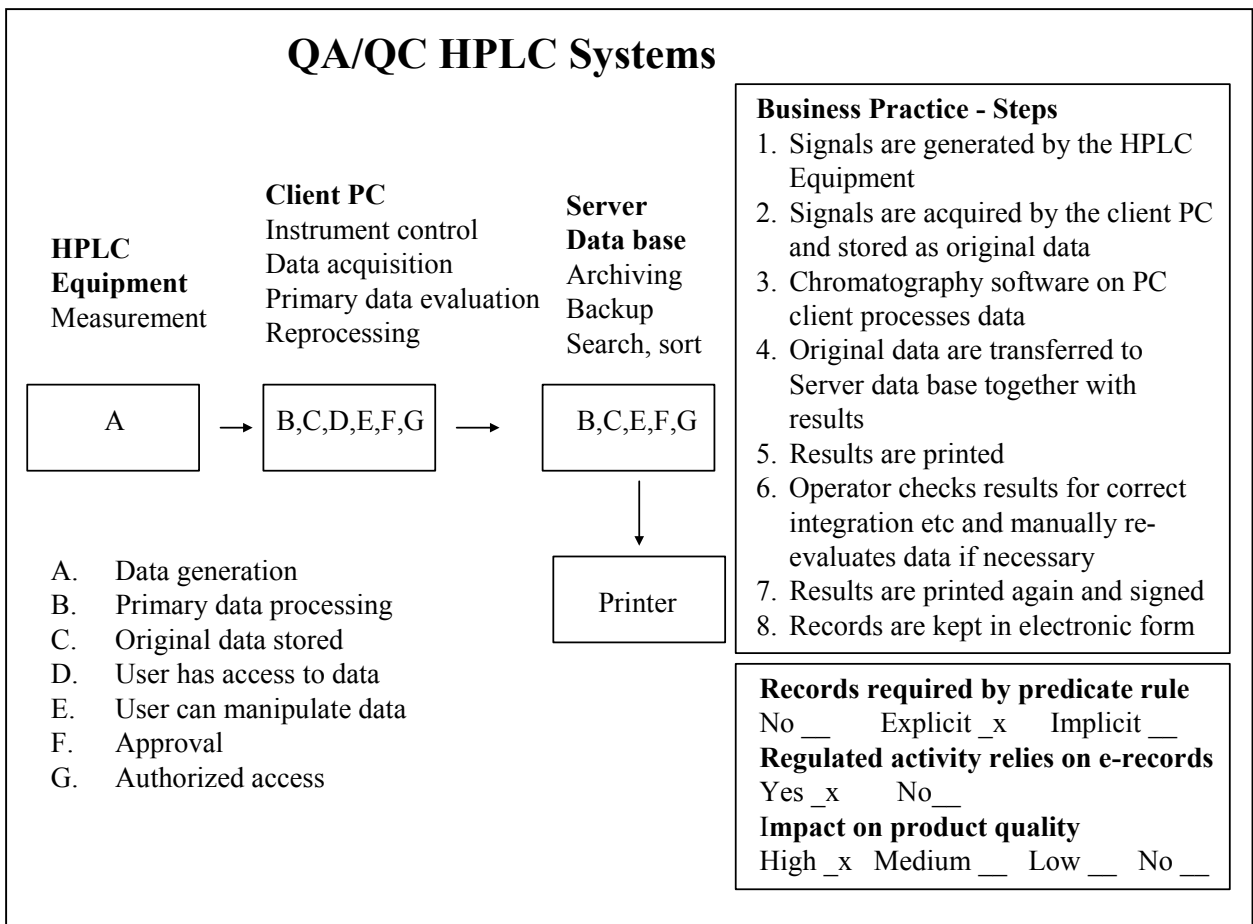 QA/QC HPLC Systems
HPLC
Equipment
Measurement
Client PC
Instrument control
Data acquisition
Primary data evaluation
Reprocessing
Server
Data base
Archiving
Backup
Search, sort
A
B,C,D,E,F,G
B,C,E,F,G
Printer
A. Data generation
B. Primary data processing
C. Original data stored
D. User has access to data
E. User can manipulate data
F. Approval
G. Authorized access
Business Practice - Steps
1. Signals are generated by the HPLC
Equipment
2. Signals are acquired by the client PC
and stored as original data
3. Chromatography software on PC
client processes data
4. Original data are transferred to
Server data base together with
results
5. Results are printed
6. Operator checks results for correct
integration etc and manually re-
evaluates data if necessary
7. Results are printed again and signed
8. Records are kept in electronic form
Records required by predicate rule
No __ Explicit _x Implicit __
Regulated activity relies on e-records
Yes _x No__
Impact on product quality
High _x Medium __ Low __ No __